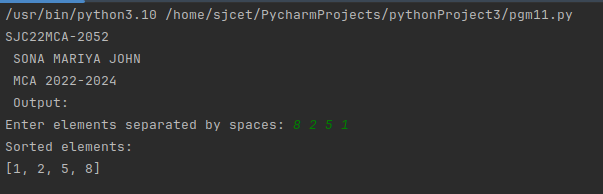 /usr/bin/python3.10 /home/sjcet/PycharmProjects/pythonProject3/pgm11.py
SJC22MCA-2052
SONA MARIYA JOHN
MCA 2022-2024
Output:
Enter elements separated by spaces: 8 2 5 1
Sorted elements:
[1, 2, 5, 8]